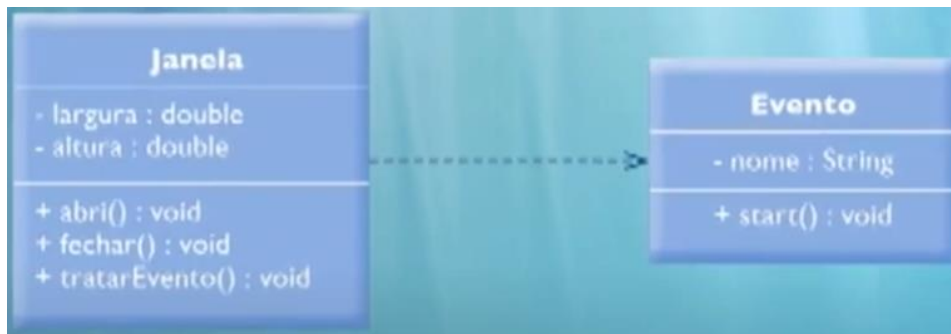 Janela
- largura : double
- altura : double
+ abri() : void
+ fechar() : void
+ tratarEvento() : void
Evento
- nome : String
+ start() : void